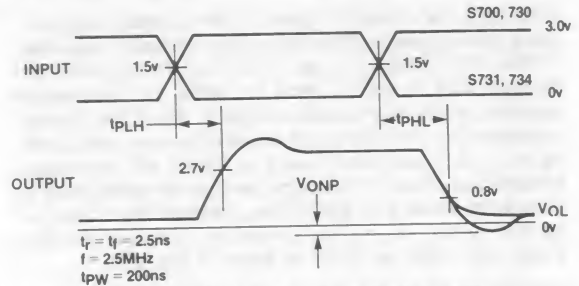 S700, 730
3.0v
INPUT
1.5v
1.5v
S731, 734
0v
tPLH
tPHL
2.7v
OUTPUT
VONP
0.8v
VOL
0v
tr = tf = 2.5ns
f = 2.5MHz
tPW = 200ns